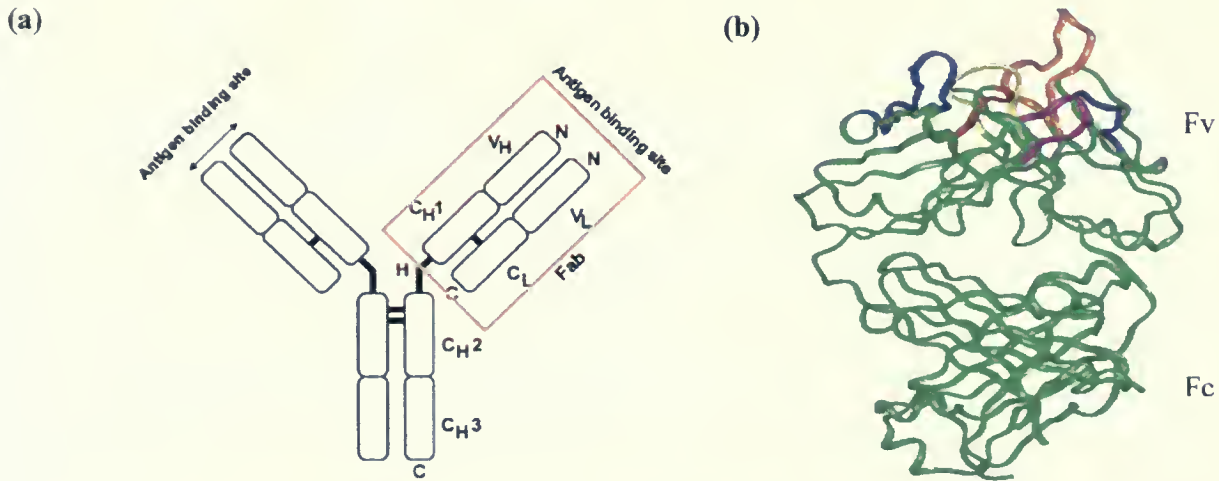 (a)
Antigen binding site
Antigen binding site
N
VH
N
CH1
VL
H
CL
Fab
C
CH2
CH3
C
(b)
Fv
Fc